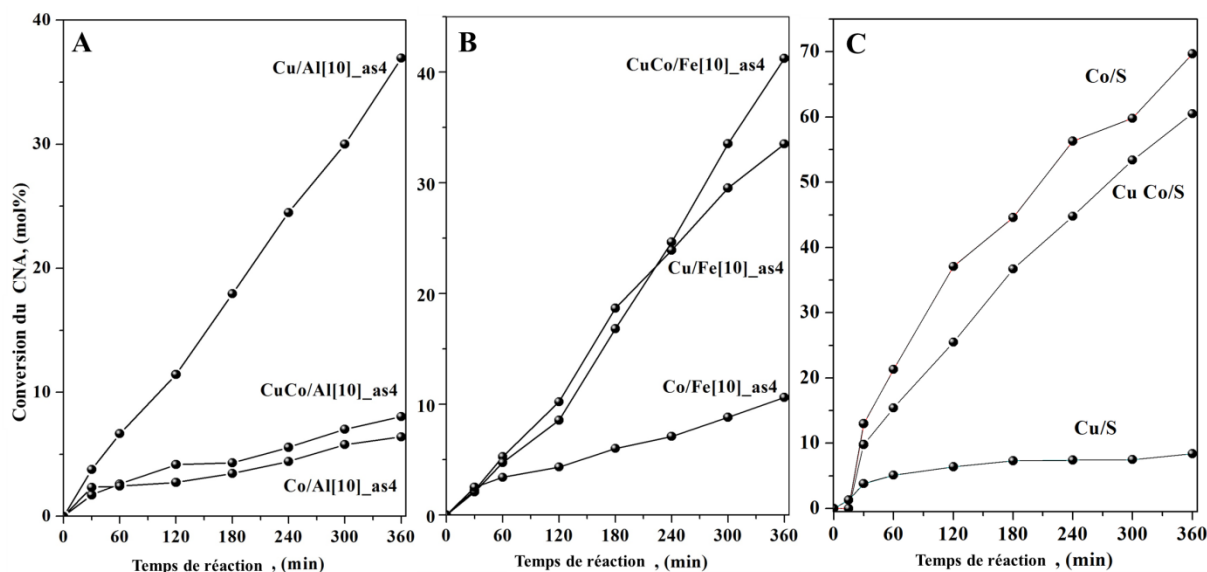 Conversion du CNA, (mol%)
A
40
30
20
10
0
Cu/Al[10]_as4
CuCo/Al[10]_as4
Co/Al[10]_as4
0 60 120 180 240 300 360
Temps de réaction , (min)
B
40
30
20
10
0
CuCo/Fe[10]_as4
Cu/Fe[10]_as4
Co/Fe[10]_as4
0 60 120 180 240 300 360
Temps de réaction , (min)
C
70
60
50
40
30
20
10
0
Co/S
Cu Co/S
Cu/S
0 60 120 180 240 300 360
Temps de réaction , (min)